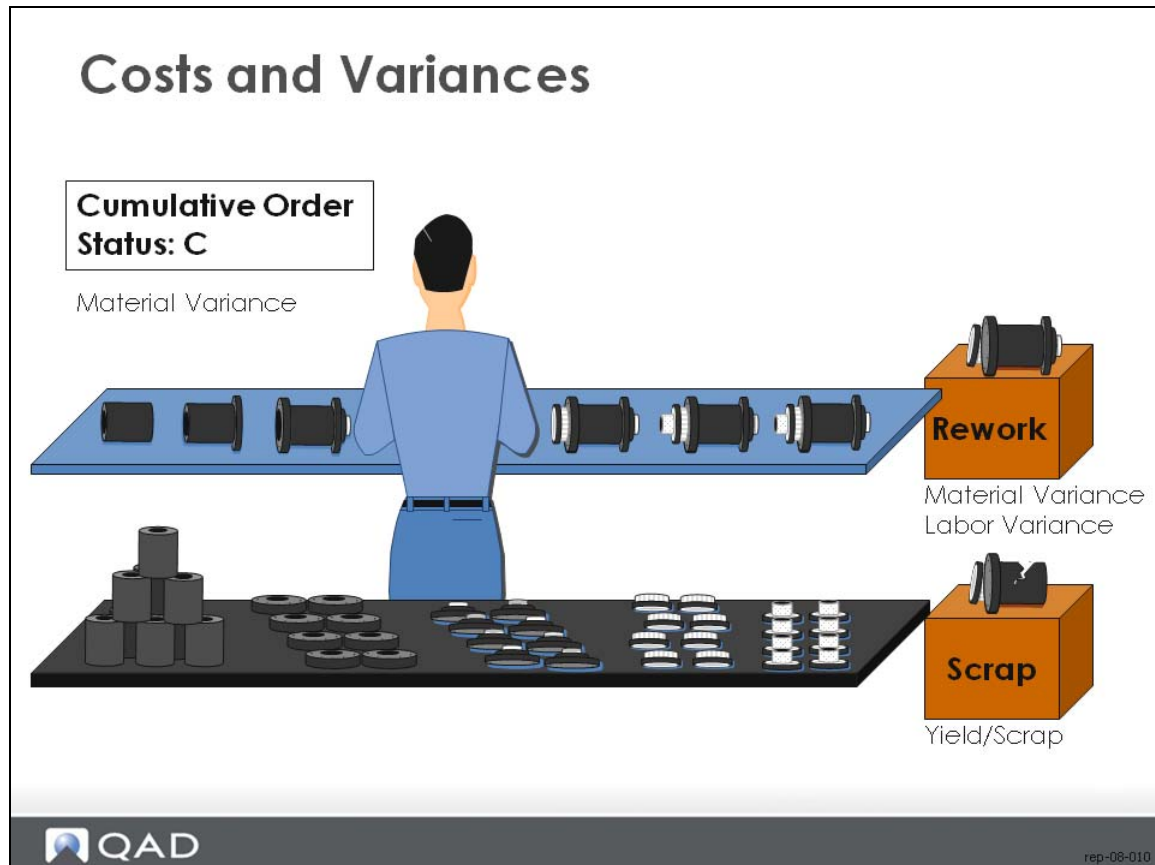 Costs and Variances
Cumulative Order
Status: C
Material Variance
Rework
Material Variance
Labor Variance
Scrap
Yield/Scrap
QAD
rep-08-010